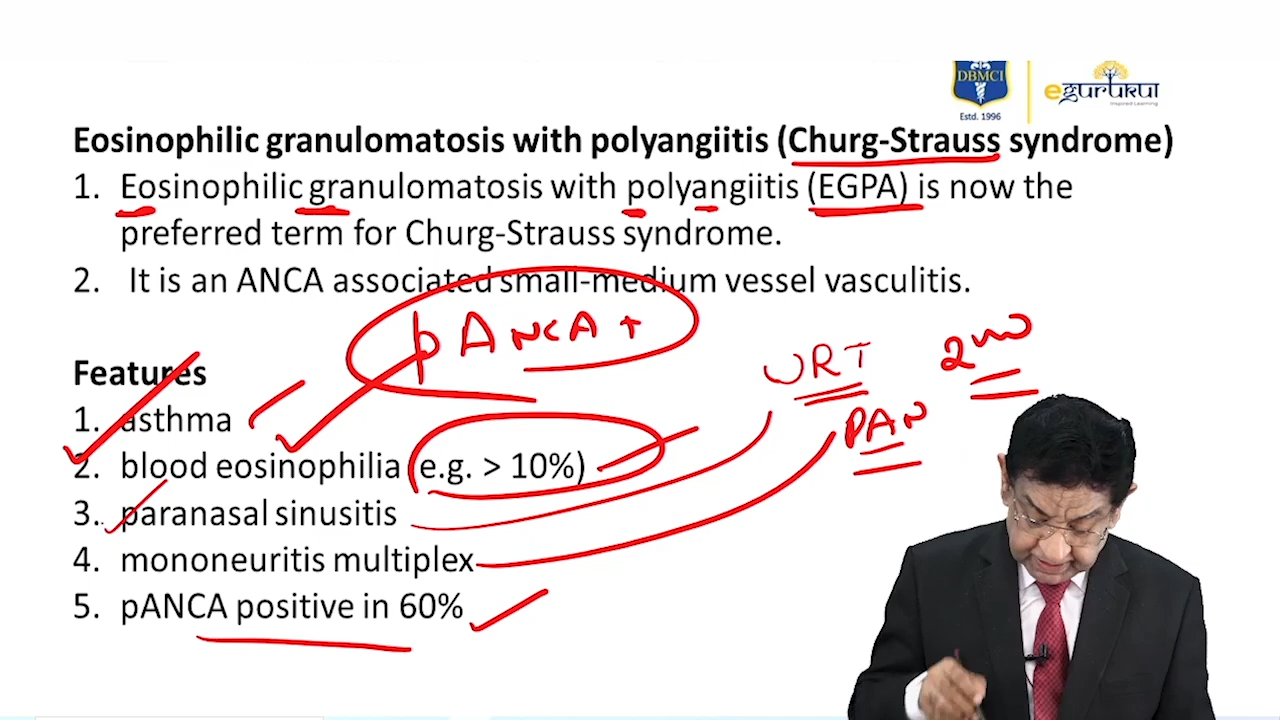 DBMCI
Estd. 1996
egurukul
Inspired Learning
Eosinophilic granulomatosis with polyangiitis (Churg-Strauss syndrome)
1. Eosinophilic granulomatosis with polyangiitis (EGPA) is now the
preferred term for Churg-Strauss syndrome.
2. It is an ANCA associated small-medium vessel vasculitis.
pANCA +
URT
2nd
PAN
Features
1. asthma
2. blood eosinophilia (e.g. > 10%)
3. paranasal sinusitis
4. mononeuritis multiplex
5. pANCA positive in 60%